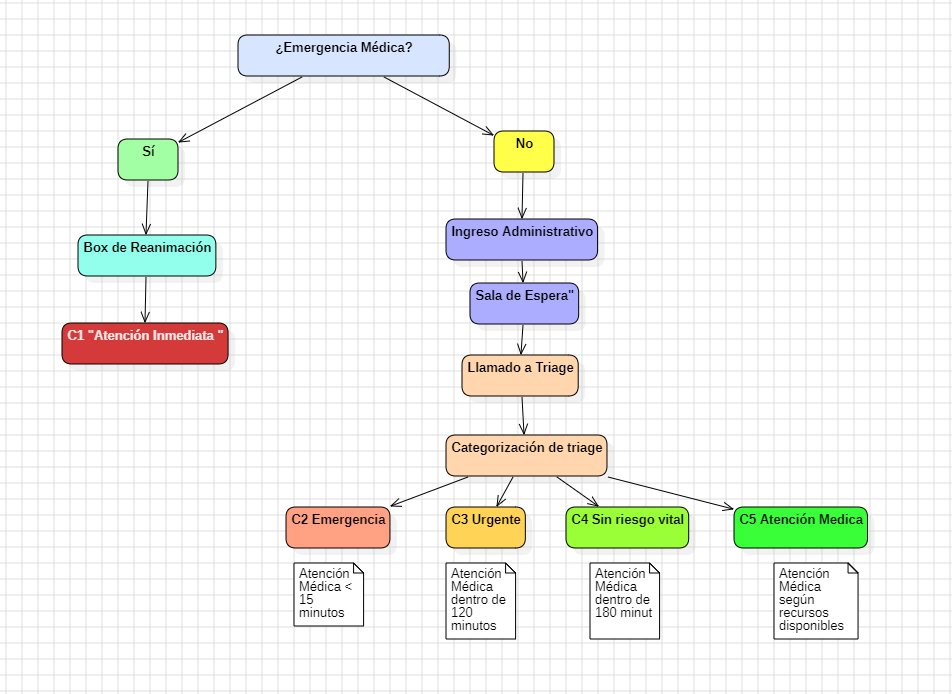 ¿Emergencia Médica?
Sí
No
Box de Reanimación
Ingreso Administrativo
C1 "Atención Inmediata "
Sala de Espera"
Llamado a Triage
Categorización de triage
C2 Emergencia
C3 Urgente
C4 Sin riesgo vital
C5 Atención Medica
Atención
Médica <
15
minutos
Atención
Médica
dentro de
120
minutos
Atención
Médica
dentro de
180 minut
Atención
Médica
según
recursos
disponibles